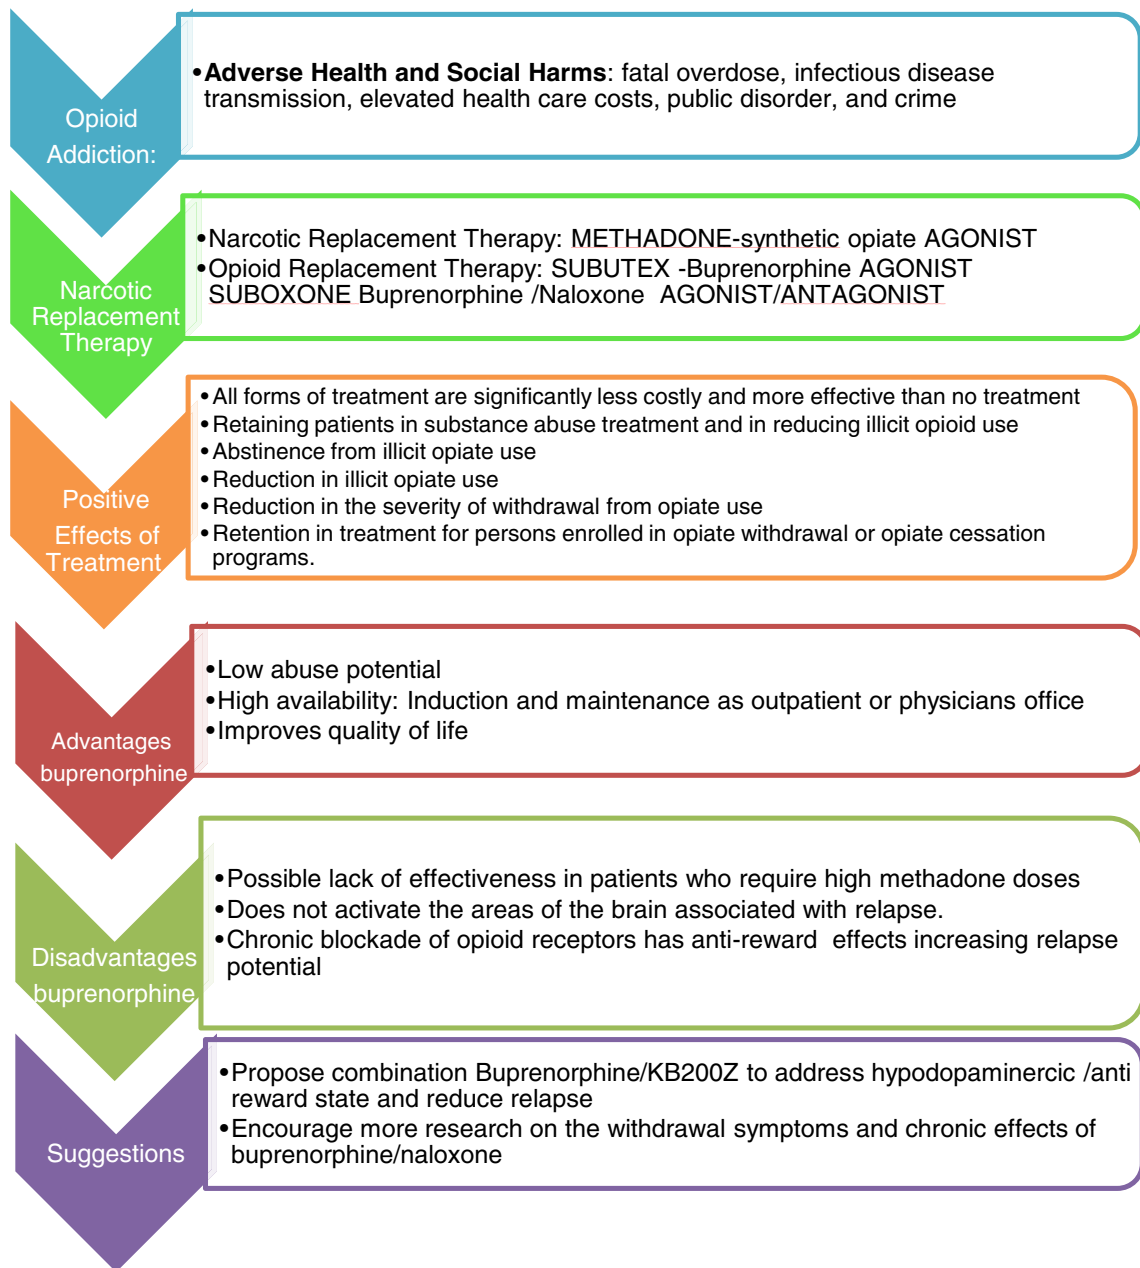 Opioid
Addiction:
•Adverse Health and Social Harms: fatal overdose, infectious disease
transmission, elevated health care costs, public disorder, and crime
Narcotic
Replacement
Therapy
•Narcotic Replacement Therapy: METHADONE-synthetic opiate AGONIST
•Opioid Replacement Therapy: SUBUTEX -Buprenorphine AGONIST
SUBOXONE Buprenorphine /Naloxone AGONIST/ANTAGONIST
Positive
Effects of
Treatment
•All forms of treatment are significantly less costly and more effective than no treatment
•Retaining patients in substance abuse treatment and in reducing illicit opioid use
•Abstinence from illicit opiate use
•Reduction in illicit opiate use
•Reduction in the severity of withdrawal from opiate use
•Retention in treatment for persons enrolled in opiate withdrawal or opiate cessation
programs.
Advantages
buprenorphine
•Low abuse potential
•High availability: Induction and maintenance as outpatient or physicians office
•Improves quality of life
Disadvantages
buprenorphine
•Possible lack of effectiveness in patients who require high methadone doses
•Does not activate the areas of the brain associated with relapse.
•Chronic blockade of opioid receptors has anti-reward effects increasing relapse
potential
Suggestions
•Propose combination Buprenorphine/KB200Z to address hypodopaminercic /anti
reward state and reduce relapse
•Encourage more research on the withdrawal symptoms and chronic effects of
buprenorphine/naloxone